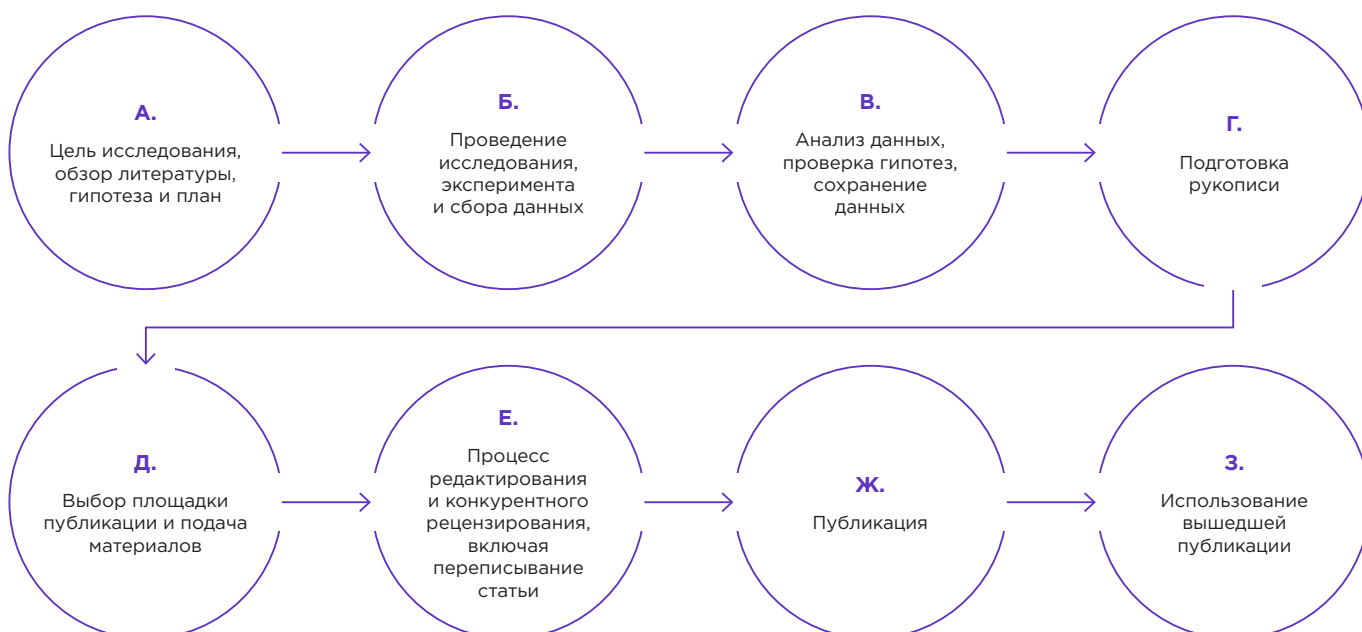 А.
Цель исследования,
обзор литературы,
гипотеза и план
Б.
Проведение
исследования,
эксперимента
и сбора данных
В.
Анализ данных,
проверка гипотез,
сохранение
данных
Г.
Подготовка
рукописи
Д.
Выбор площадки
публикации и подача
материалов
Е.
Процесс
редактирования
и конкурентного
рецензирования,
включая
переписывание
статьи
Ж.
Публикация
З.
Использование
вышедшей
публикации